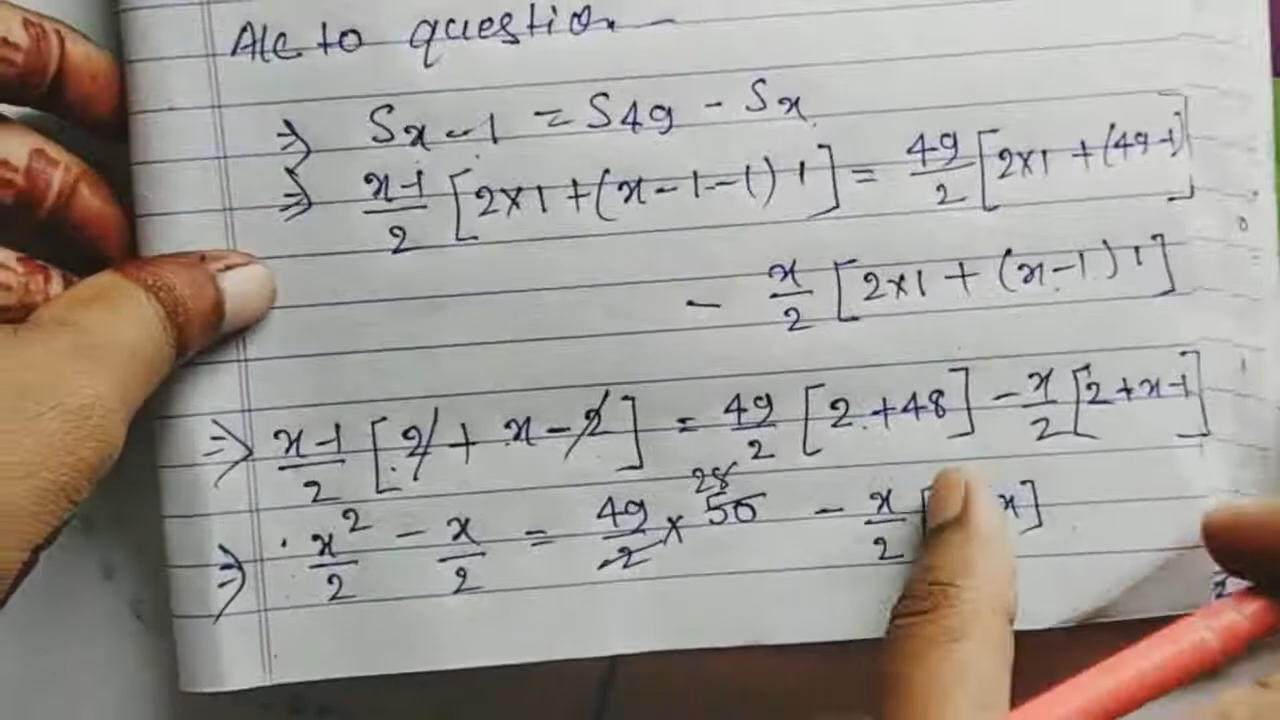 Alc to question
⇒ Sx-1 = S49 - Sx
⇒ x-1/2 [2×1+(x-1-1)1] = 49/2 [2×1+(49-1)]
- x/2 [2×1+(x-1)1]
⇒ x-1/2 [2+x-2] = 49/2 [2+48] - x/2 [2+x-1]
28
⇒ x²/2 - x/2 = 49/2 × 50 - x/2 [ x]